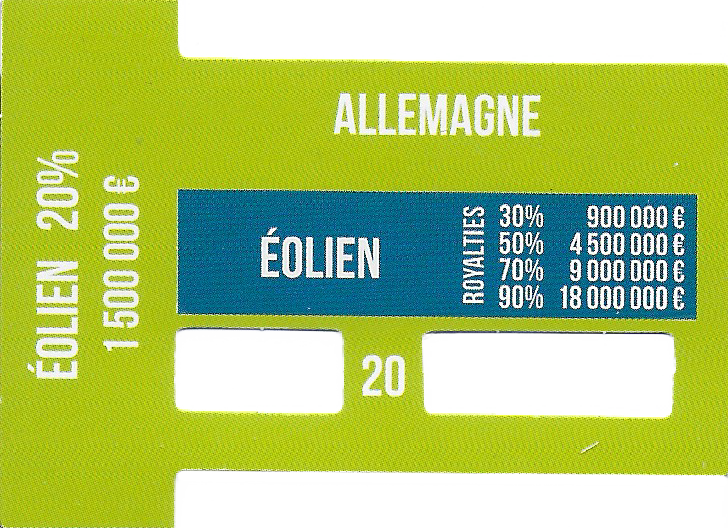 ALLEMAGNE
ÉOLIEN 20%
1 500 000 €
ÉOLIEN
ROYALTIES
30% 900 000 €
50% 4 500 000 €
70% 9 000 000 €
90% 18 000 000 €
20